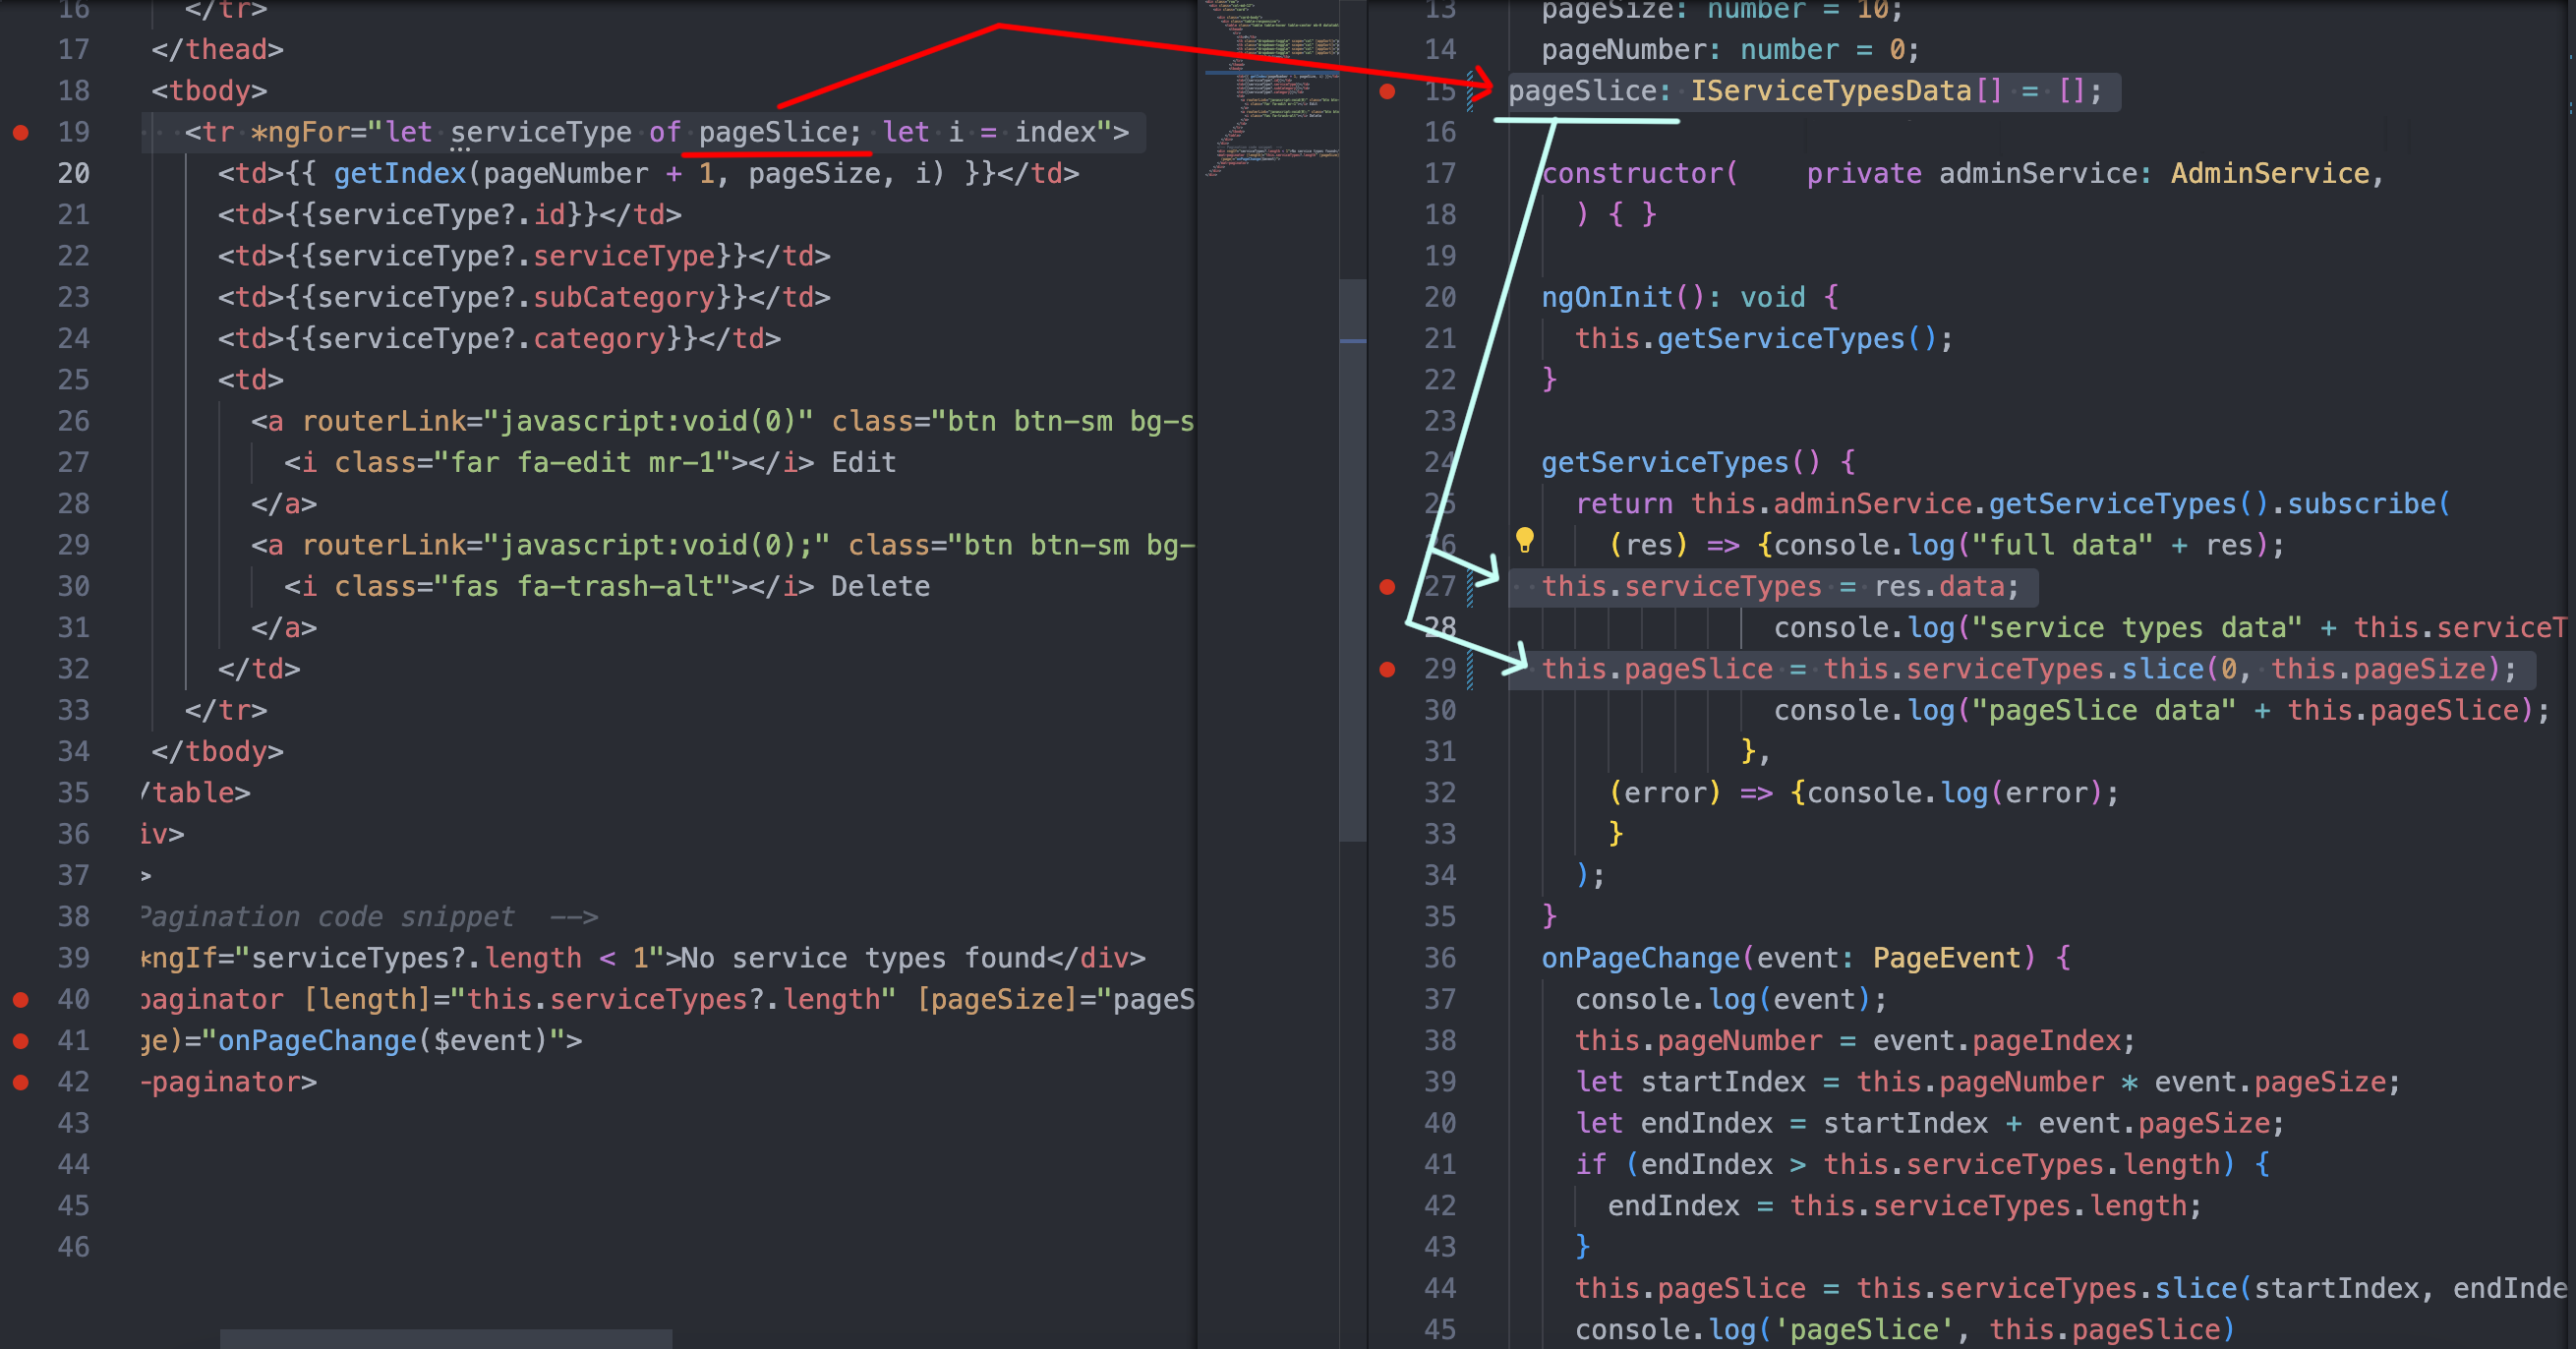 16 </tr>
17 </thead>
18 <tbody>
19 <tr *ngFor="let serviceType of pageSlice; let i = index">
20 <td>{{ getIndex(pageNumber + 1, pageSize, i) }}</td>
21 <td>{{serviceType?.id}}</td>
22 <td>{{serviceType?.serviceType}}</td>
23 <td>{{serviceType?.subCategory}}</td>
24 <td>{{serviceType?.category}}</td>
25 <td>
26 <a routerLink="javascript:void(0)" class="btn btn-sm bg-s
27 <i class="far fa-edit mr-1"></i> Edit
28 </a>
29 <a routerLink="javascript:void(0);" class="btn btn-sm bg-
30 <i class="fas fa-trash-alt"></i> Delete
31 </a>
32 </td>
33 </tr>
34 </tbody>
35 /table>
36 iv>
37 >
38 Pagination code snippet -->
39 *ngIf="serviceTypes?.length < 1">No service types found</div>
40 paginator [length]="this.serviceTypes?.length" [pageSize]="pageS
41 ge)="onPageChange($event)">
42 -paginator>
43
44
45
46
13 pageSize: number = 10;
14 pageNumber: number = 0;
15 pageSlice: IServiceTypesData[] = [];
16
17 constructor( private adminService: AdminService,
18 ) { }
19
20 ngOnInit(): void {
21 this.getServiceTypes();
22 }
23
24 getServiceTypes() {
25 return this.adminService.getServiceTypes().subscribe(
26 (res) => {console.log("full data" + res);
27 this.serviceTypes = res.data;
28 console.log("service types data" + this.serviceT
29 this.pageSlice = this.serviceTypes.slice(0, this.pageSize);
30 console.log("pageSlice data" + this.pageSlice);
31 },
32 (error) => {console.log(error);
33 }
34 );
35 }
36 onPageChange(event: PageEvent) {
37 console.log(event);
38 this.pageNumber = event.pageIndex;
39 let startIndex = this.pageNumber * event.pageSize;
40 let endIndex = startIndex + event.pageSize;
41 if (endIndex > this.serviceTypes.length) {
42 endIndex = this.serviceTypes.length;
43 }
44 this.pageSlice = this.serviceTypes.slice(startIndex, endInde
45 console.log('pageSlice', this.pageSlice)